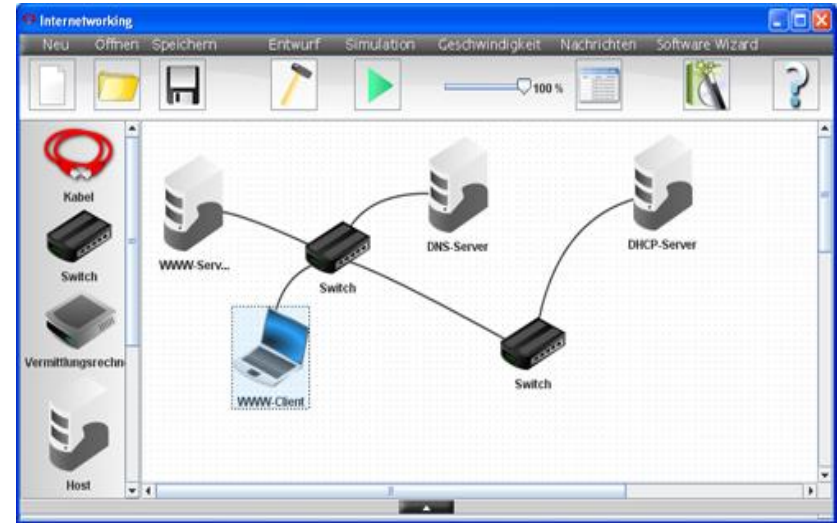 Internetworking
Neu Öffnen Speichern Entwurf Simulation Geschwindigkeit Nachrichten Software Wizard
100 %
Kabel
Switch
Vermittlungsrechn
Host
WWW-Serv...
DNS-Server
DHCP-Server
Switch
WWW-Client
Switch